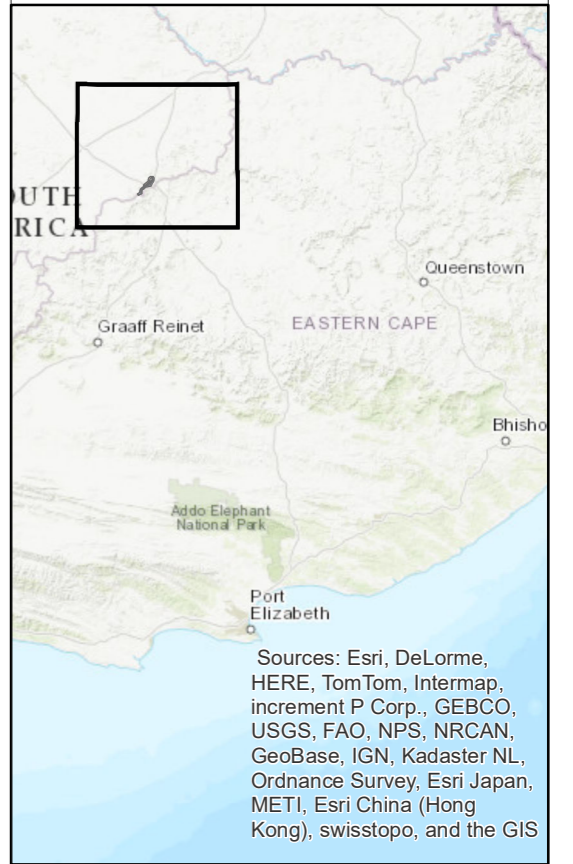 OUTH
RICA
Queenstown
Graaff Reinet
EASTERN CAPE
Bhisho
Addo Elephant
National Park
Port
Elizabeth
Sources: Esri, DeLorme,
HERE, TomTom, Intermap,
increment P Corp., GEBCO,
USGS, FAO, NPS, NRCAN,
GeoBase, IGN, Kadaster NL,
Ordnance Survey, Esri Japan,
METI, Esri China (Hong
Kong), swisstopo, and the GIS